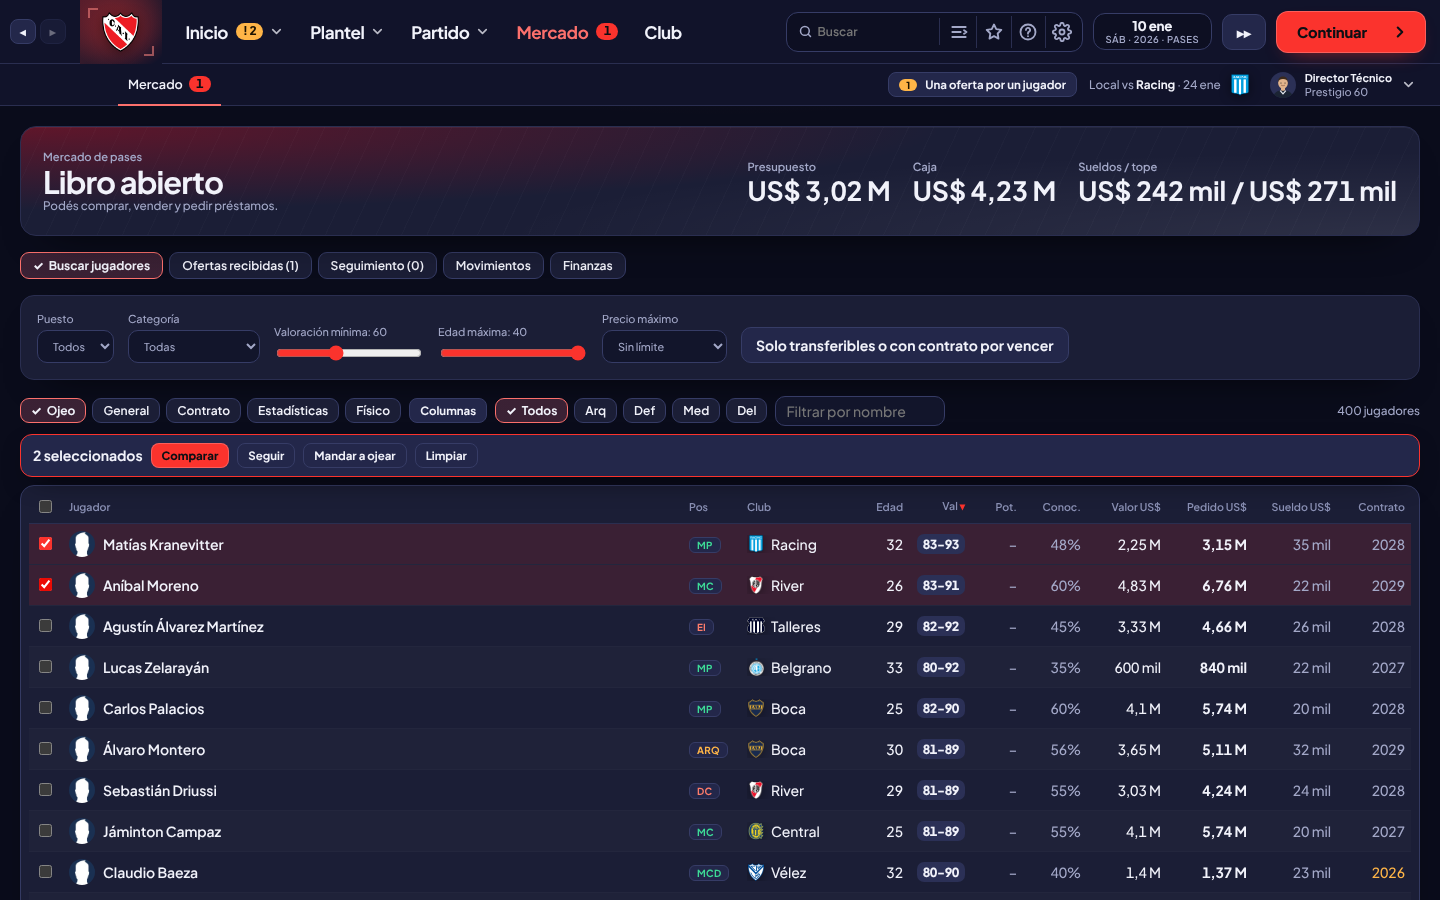 ◂
▸
Inicio !2
Plantel
Partido
Mercado 1
Club
Buscar
10 ene
SÁB · 2026 · PASES
▸▸
Continuar
Mercado 1
1 Una oferta por un jugador
Local vs Racing · 24 ene
Director Técnico
Prestigio 60
Mercado de pases
Libro abierto
Podés comprar, vender y pedir préstamos.
Presupuesto
US$ 3,02 M
Caja
US$ 4,23 M
Sueldos / tope
US$ 242 mil / US$ 271 mil
✓ Buscar jugadores
Ofertas recibidas (1)
Seguimiento (0)
Movimientos
Finanzas
Puesto
Todos
Categoría
Todas
Valoración mínima: 60
Edad máxima: 40
Precio máximo
Sin límite
Solo transferibles o con contrato por vencer
✓ Ojeo
General
Contrato
Estadísticas
Físico
Columnas
✓ Todos
Arq
Def
Med
Del
Filtrar por nombre
400 jugadores
2 seleccionados
Comparar
Seguir
Mandar a ojear
Limpiar
Jugador Pos Club Edad Val▾ Pot. Conoc. Valor US$ Pedido US$ Sueldo US$ Contrato
Matías Kranevitter MP Racing 32 83–93 – 48% 2,25 M 3,15 M 35 mil 2028
Aníbal Moreno MC River 26 83–91 – 60% 4,83 M 6,76 M 22 mil 2029
Agustín Álvarez Martínez EI Talleres 29 82–92 – 45% 3,33 M 4,66 M 26 mil 2028
Lucas Zelarayán MP Belgrano 33 80–92 – 35% 600 mil 840 mil 22 mil 2027
Carlos Palacios MP Boca 25 82–90 – 60% 4,1 M 5,74 M 20 mil 2028
Álvaro Montero ARQ Boca 30 81–89 – 56% 3,65 M 5,11 M 32 mil 2029
Sebastián Driussi DC River 29 81–89 – 55% 3,03 M 4,24 M 24 mil 2028
Jáminton Campaz MC Central 25 81–89 – 55% 4,1 M 5,74 M 20 mil 2027
Claudio Baeza MCD Vélez 32 80–90 – 40% 1,4 M 1,37 M 23 mil 2026